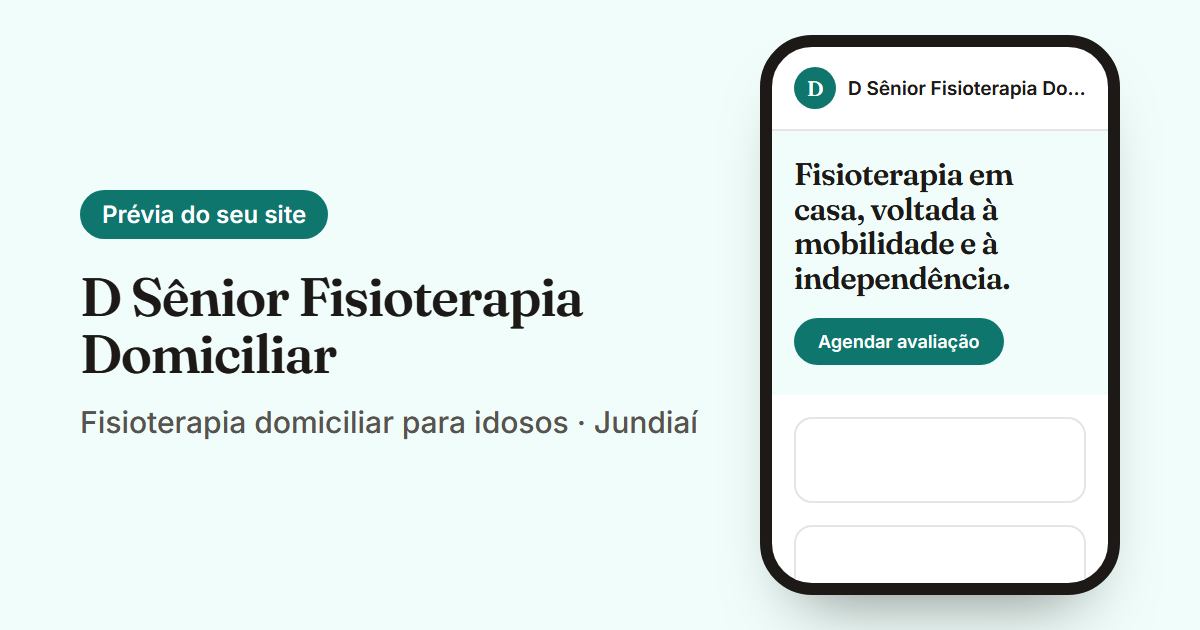 Prévia do seu site
D Sênior Fisioterapia
Domiciliar
Fisioterapia domiciliar para idosos · Jundiaí
D
D Sênior Fisioterapia Do...
Fisioterapia em
casa, voltada à
mobilidade e à
independência.
Agendar avaliação